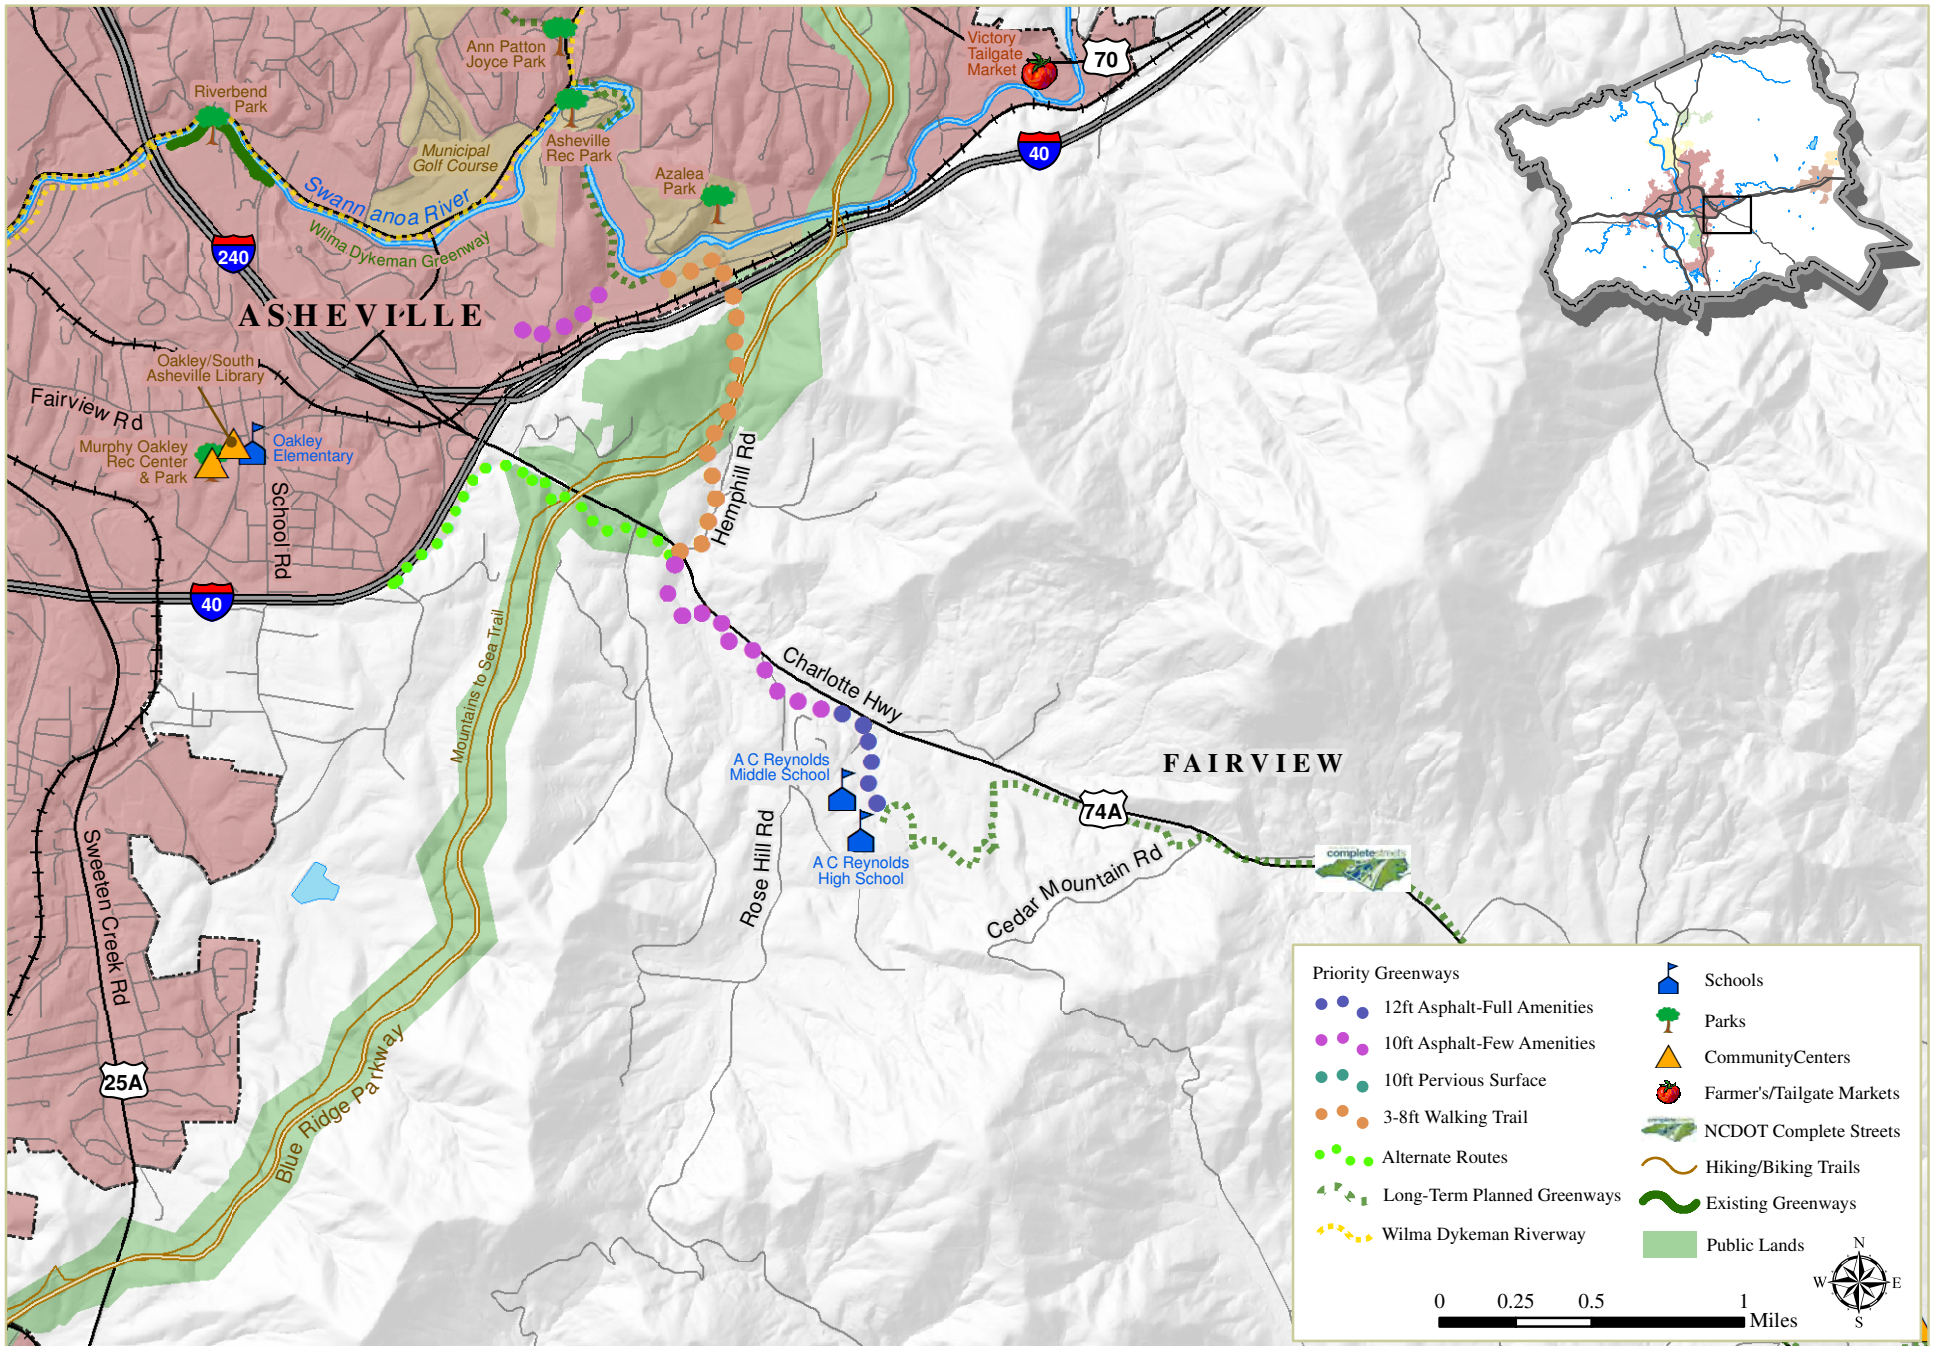 Ann Patton
Joyce Park
Victory
Tailgate
Market
70
Riverbend
Park
Municipal
Golf Course
Asheville
Rec Park
40
Azalea
Park
Swannanoa River
Wilma Dykeman Greenway
240
ASHEVILLE
Oakley/South
Asheville Library
Fairview Rd
Murphy Oakley
Rec Center
& Park
Oakley
Elementary
School Rd
Hemphill Rd
40
Mountains to Sea Trail
Charlotte Hwy
A C Reynolds
Middle School
FAIRVIEW
74A
Sweeten Creek Rd
Rose Hill Rd
A C Reynolds
High School
Cedar Mountain Rd
completestreets
25A
Blue Ridge Parkway
Priority Greenways
12ft Asphalt-Full Amenities
10ft Asphalt-Few Amenities
10ft Pervious Surface
3-8ft Walking Trail
Alternate Routes
Long-Term Planned Greenways
Wilma Dykeman Riverway
Schools
Parks
CommunityCenters
Farmer's/Tailgate Markets
NCDOT Complete Streets
Hiking/Biking Trails
Existing Greenways
Public Lands
N
W E
S
0 0.25 0.5 1
Miles